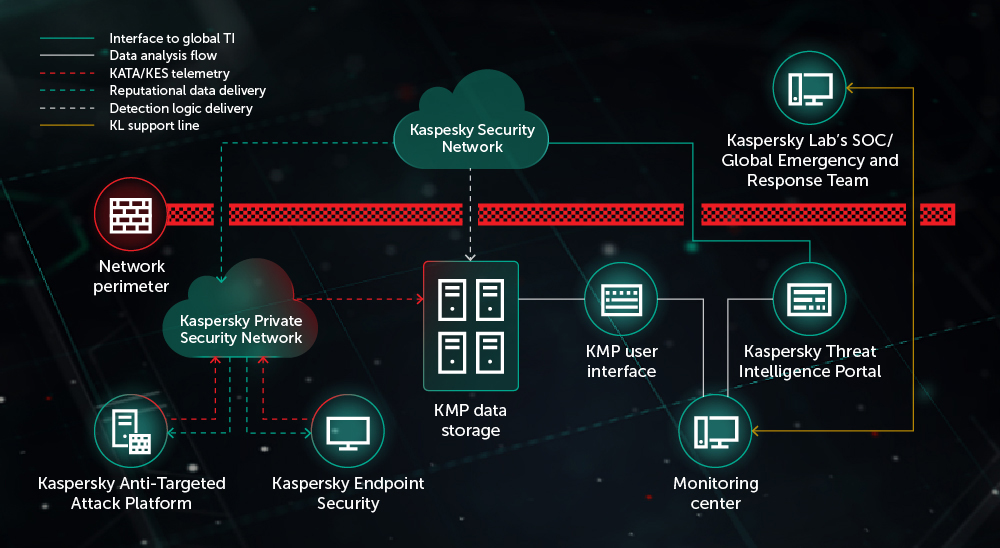 Interface to global TI
Data analysis flow
KATA/KES telemetry
Reputational data delivery
Detection logic delivery
KL support line
Kaspesky Security
Network
Kaspersky Lab's SOC/
Global Emergency and
Response Team
Network
perimeter
Kaspersky Private
Security Network
KMP user
interface
Kaspersky Threat
Intelligence Portal
KMP data
storage
Kaspersky Anti-Targeted
Attack Platform
Kaspersky Endpoint
Security
Monitoring
center